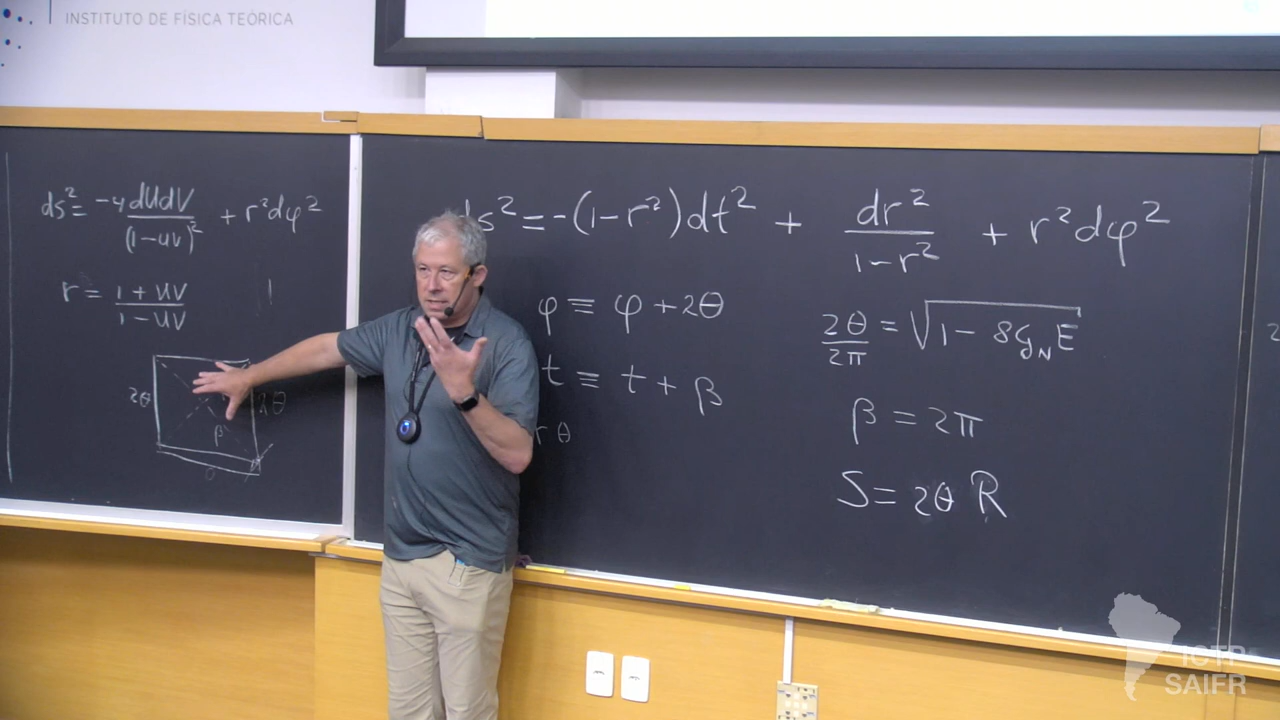 INSTITUTO DE FÍSICA TEÓRICA
ds² = -4dUdV/(1-UV)² + r²dφ²
r = 1+UV/1-UV
2θ
2θ
β
ds² = -(1-r²)dt² + dr²/1-r² + r²dφ²
φ ≡ φ+2θ
t ≡ t+β
rθ
2θ/2π = √1-8G_N E
β = 2π
S = 2θ R
ICTP
SAIFR